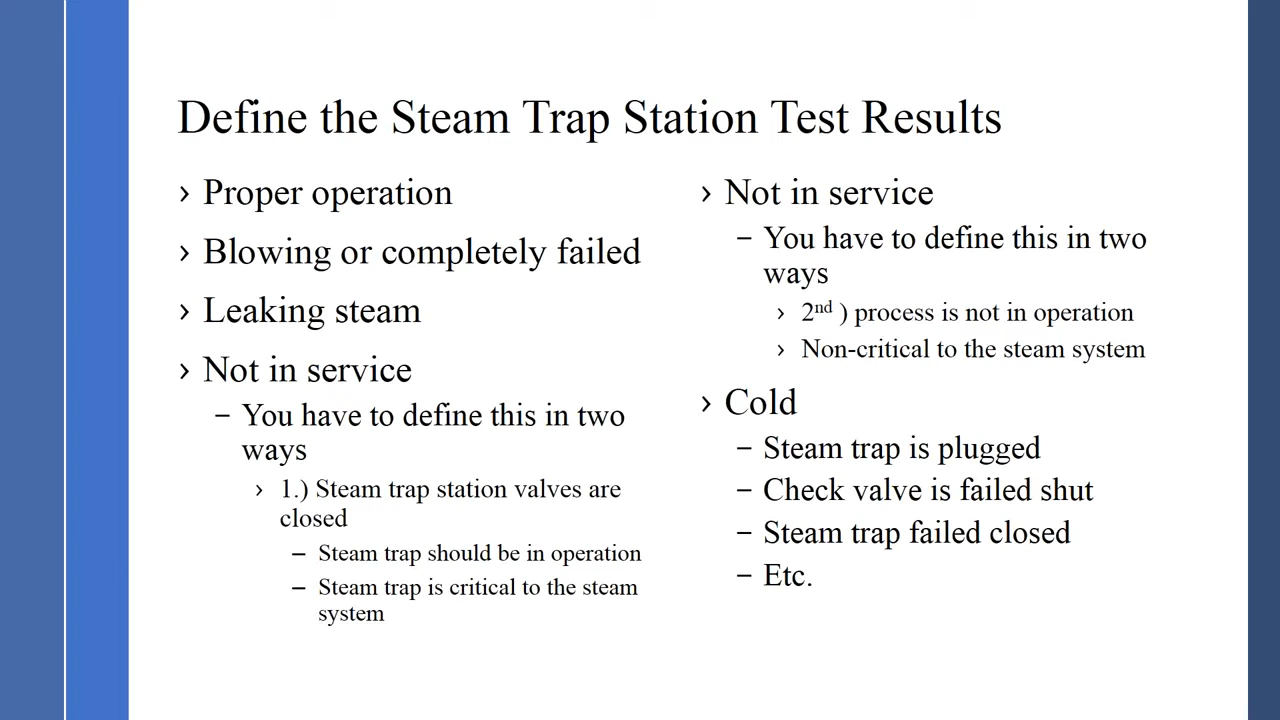 Define the Steam Trap Station Test Results
› Proper operation
› Blowing or completely failed
› Leaking steam
› Not in service
– You have to define this in two
ways
› 1.) Steam trap station valves are
closed
– Steam trap should be in operation
– Steam trap is critical to the steam
system
› Not in service
– You have to define this in two
ways
› 2nd ) process is not in operation
› Non-critical to the steam system
› Cold
– Steam trap is plugged
– Check valve is failed shut
– Steam trap failed closed
– Etc.